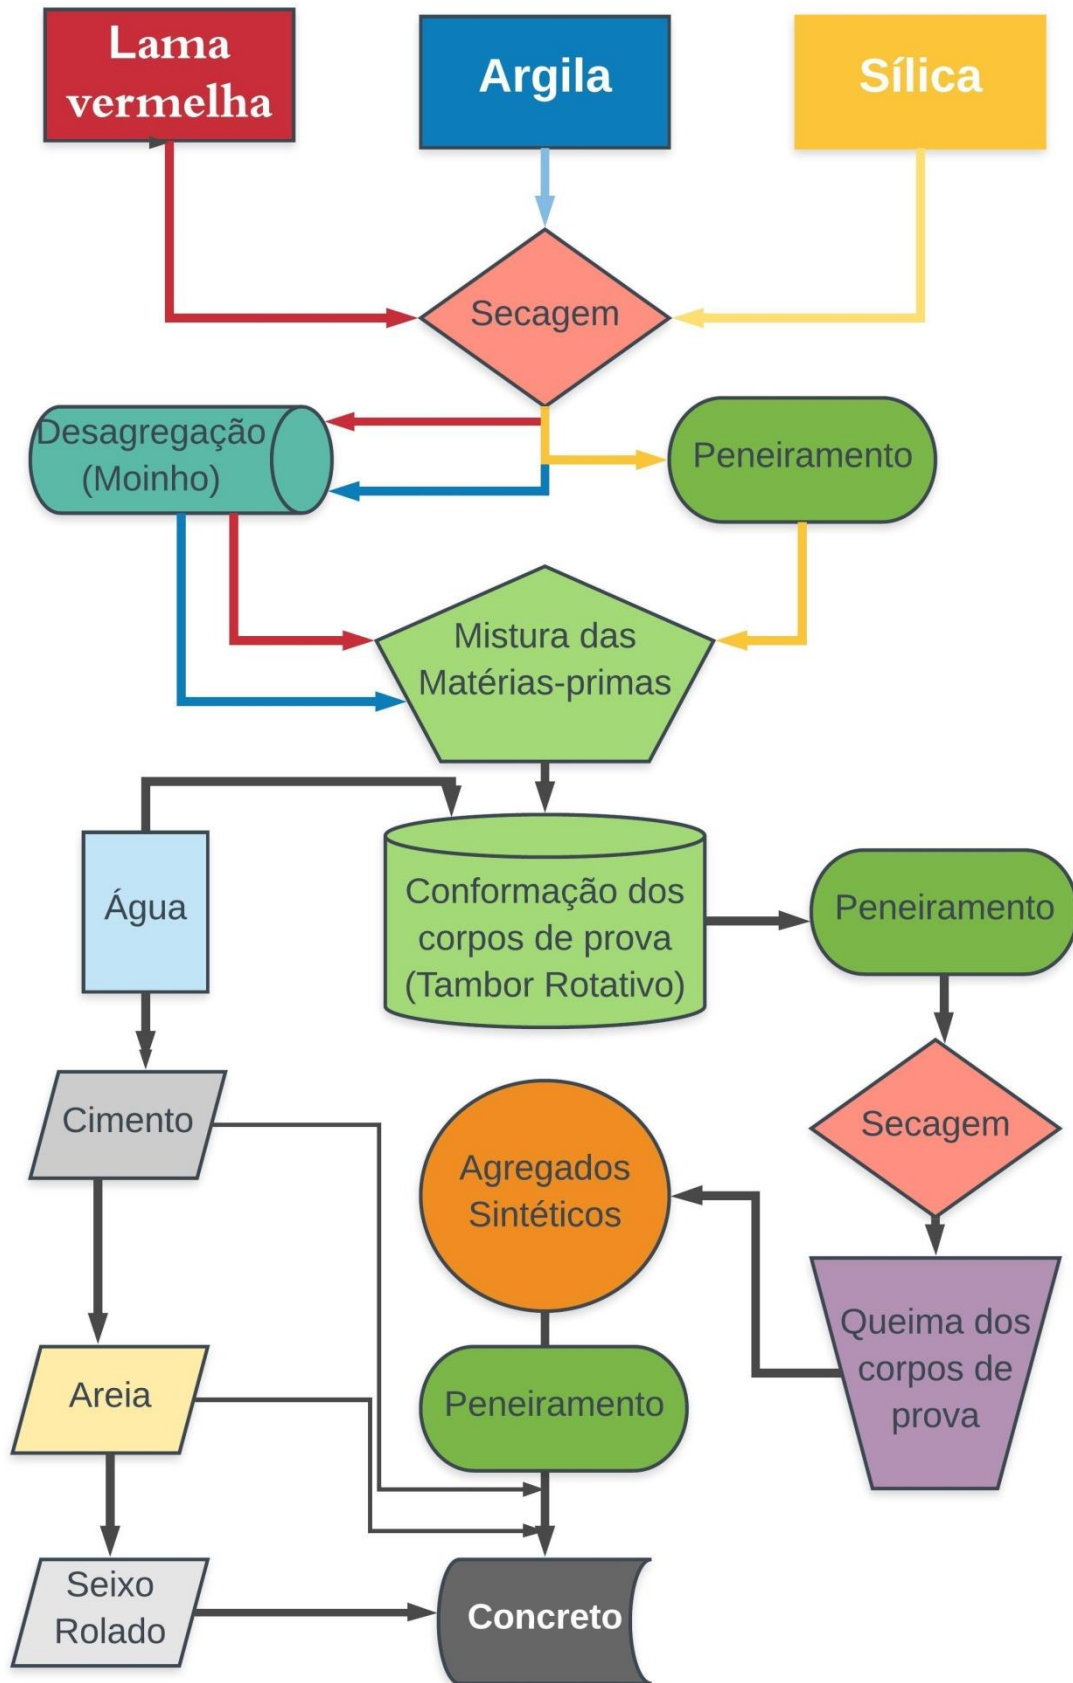 Lama
vermelha
Argila
Sílica
Secagem
Desagregação
(Moinho)
Peneiramento
Mistura das
Matérias-primas
Água
Conformação dos
corpos de prova
(Tambor Rotativo)
Peneiramento
Cimento
Agregados
Sintéticos
Secagem
Areia
Peneiramento
Queima dos
corpos de
prova
Seixo
Rolado
Concreto